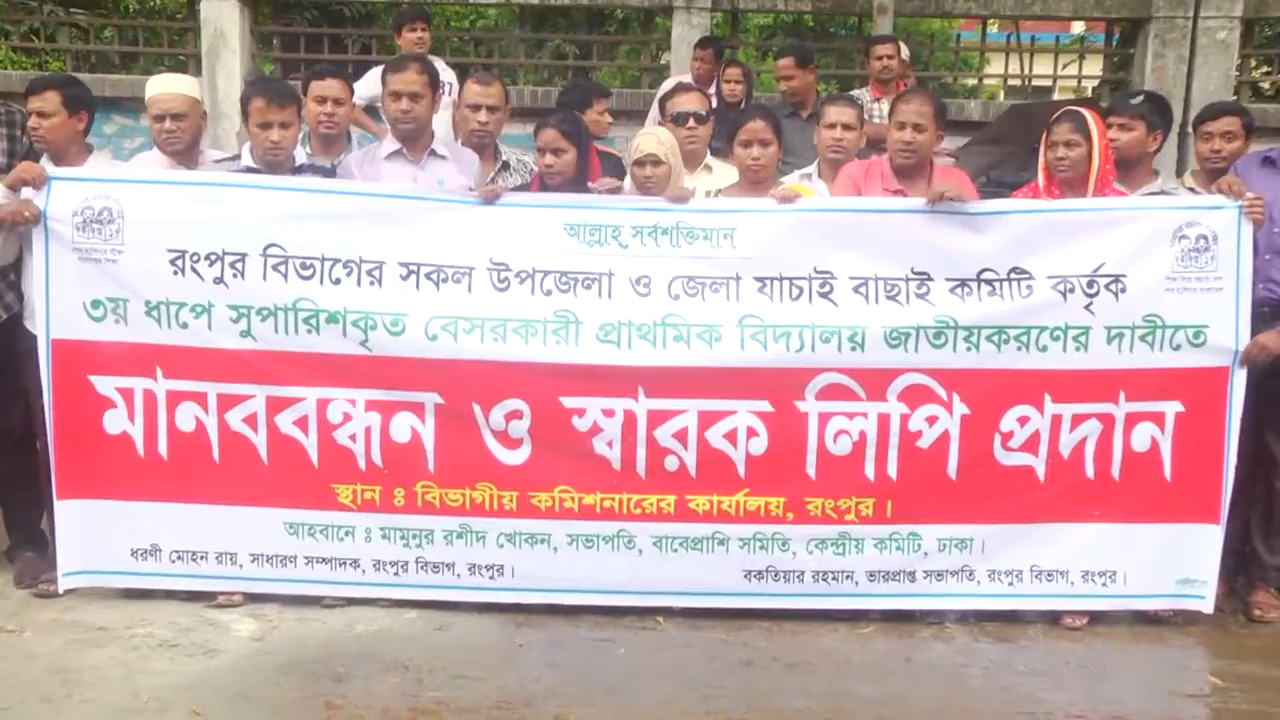 আল্লাহ্ সর্বশক্তিমান
রংপুর বিভাগের সকল উপজেলা ও জেলা যাচাই বাছাই কমিটি কর্তৃক
৩য় ধাপে সুপারিশকৃত বেসরকারী প্রাথমিক বিদ্যালয় জাতীয়করণের দাবীতে
মানববন্ধন ও স্বারক লিপি প্রদান
স্থান ঃ বিভাগীয় কমিশনারের কার্যালয়, রংপুর।
আহবানে ঃ মামুনুর রশীদ খোকন, সভাপতি, বাবেপ্রাশি সমিতি, কেন্দ্রীয় কমিটি, ঢাকা।
ধরণী মোহন রায়, সাধারণ সম্পাদক, রংপুর বিভাগ, রংপুর।
বকতিয়ার রহমান, ভারপ্রাপ্ত সভাপতি, রংপুর বিভাগ, রংপুর।